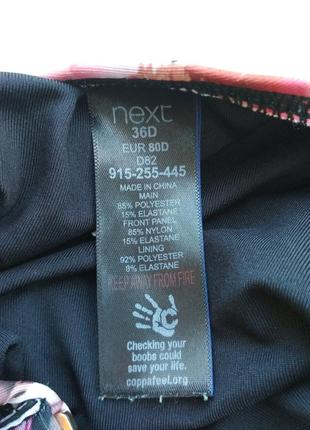 next
36D
EUR 80D
D82
915-255-445
MADE IN CHINA
MAIN
85% POLYESTER
15% ELASTANE
FRONT PANEL
85% NYLON
15% ELASTANE
LINING
92% POLYESTER
8% ELASTANE
KEEP AWAY FROM FIRE
Checking your
boobs could
save your life.
coppafeel.org